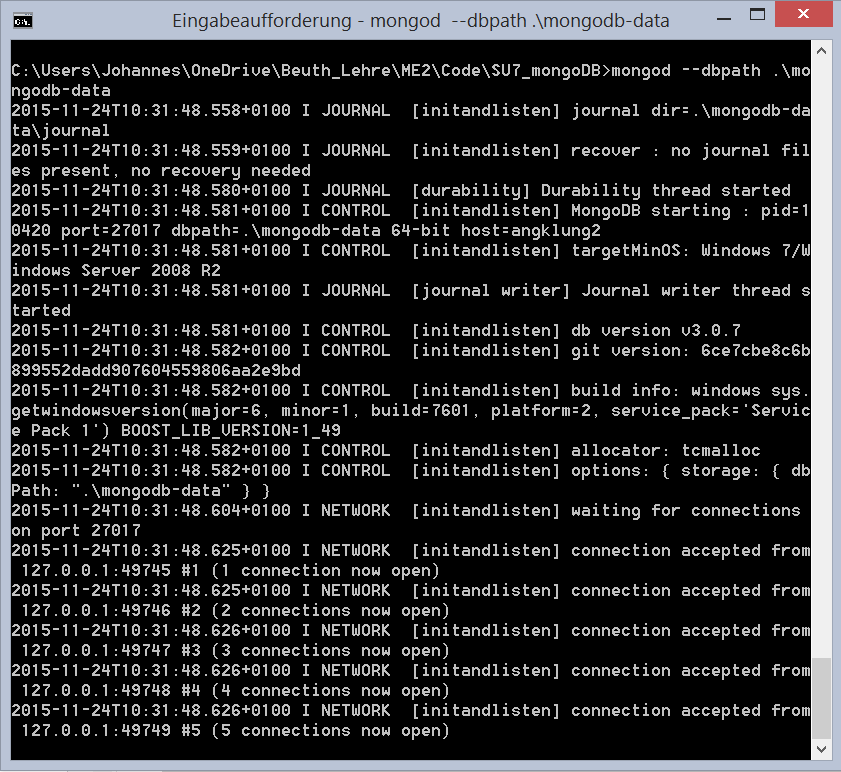 Eingabeaufforderung - mongod  --dbpath .\mongodb-data
C:\Users\Johannes\OneDrive\Beuth_Lehre\ME2\Code\SU7_mongoDB>mongod --dbpath .\mo
ngodb-data
2015-11-24T10:31:48.558+0100 I JOURNAL  [initandlisten] journal dir=.\mongodb-da
ta\journal
2015-11-24T10:31:48.559+0100 I JOURNAL  [initandlisten] recover : no journal fil
es present, no recovery needed
2015-11-24T10:31:48.580+0100 I JOURNAL  [durability] Durability thread started
2015-11-24T10:31:48.581+0100 I CONTROL  [initandlisten] MongoDB starting : pid=1
0420 port=27017 dbpath=.\mongodb-data 64-bit host=angklung2
2015-11-24T10:31:48.581+0100 I CONTROL  [initandlisten] targetMinOS: Windows 7/W
indows Server 2008 R2
2015-11-24T10:31:48.581+0100 I JOURNAL  [journal writer] Journal writer thread s
tarted
2015-11-24T10:31:48.581+0100 I CONTROL  [initandlisten] db version v3.0.7
2015-11-24T10:31:48.582+0100 I CONTROL  [initandlisten] git version: 6ce7cbe8c6b
899552dadd907604559806aa2e9bd
2015-11-24T10:31:48.582+0100 I CONTROL  [initandlisten] build info: windows sys.
getwindowsversion(major=6, minor=1, build=7601, platform=2, service_pack='Servic
e Pack 1') BOOST_LIB_VERSION=1_49
2015-11-24T10:31:48.582+0100 I CONTROL  [initandlisten] allocator: tcmalloc
2015-11-24T10:31:48.582+0100 I CONTROL  [initandlisten] options: { storage: { db
Path: ".\mongodb-data" } }
2015-11-24T10:31:48.604+0100 I NETWORK  [initandlisten] waiting for connections
on port 27017
2015-11-24T10:31:48.625+0100 I NETWORK  [initandlisten] connection accepted from
 127.0.0.1:49745 #1 (1 connection now open)
2015-11-24T10:31:48.625+0100 I NETWORK  [initandlisten] connection accepted from
 127.0.0.1:49746 #2 (2 connections now open)
2015-11-24T10:31:48.626+0100 I NETWORK  [initandlisten] connection accepted from
 127.0.0.1:49747 #3 (3 connections now open)
2015-11-24T10:31:48.626+0100 I NETWORK  [initandlisten] connection accepted from
 127.0.0.1:49748 #4 (4 connections now open)
2015-11-24T10:31:48.626+0100 I NETWORK  [initandlisten] connection accepted from
 127.0.0.1:49749 #5 (5 connections now open)